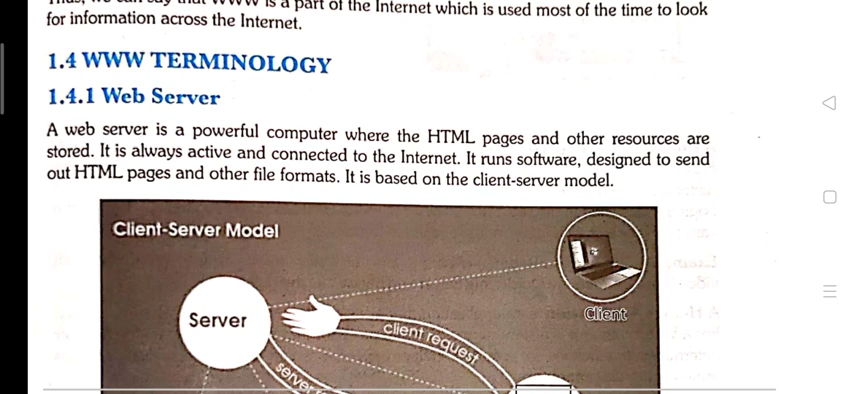 WWW is a part of the Internet which is used most of the time to look
for information across the Internet.
1.4 WWW TERMINOLOGY
1.4.1 Web Server
A web server is a powerful computer where the HTML pages and other resources are
stored. It is always active and connected to the Internet. It runs software, designed to send
out HTML pages and other file formats. It is based on the client-server model.
Client-Server Model
Server
client request
Client
server